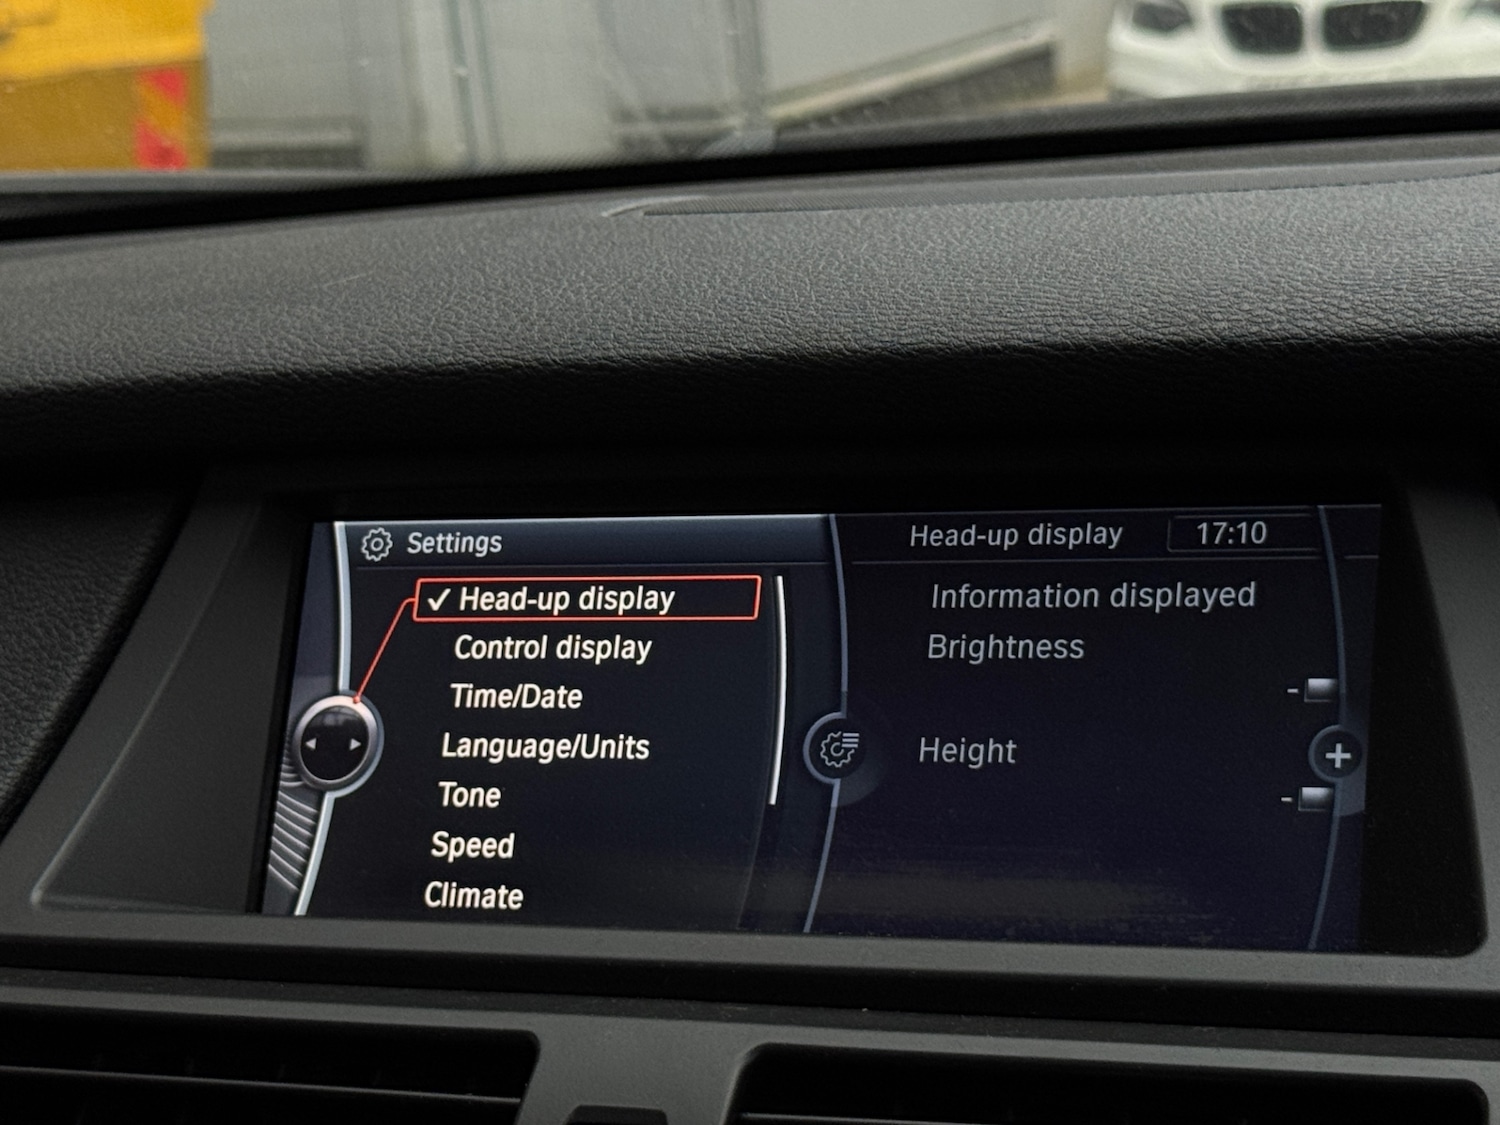 Settings
✓ Head-up display
Control display
Time/Date
Language/Units
Tone
Speed
Climate
Head-up display
17:10
Information displayed
Brightness
-
Height
-
+